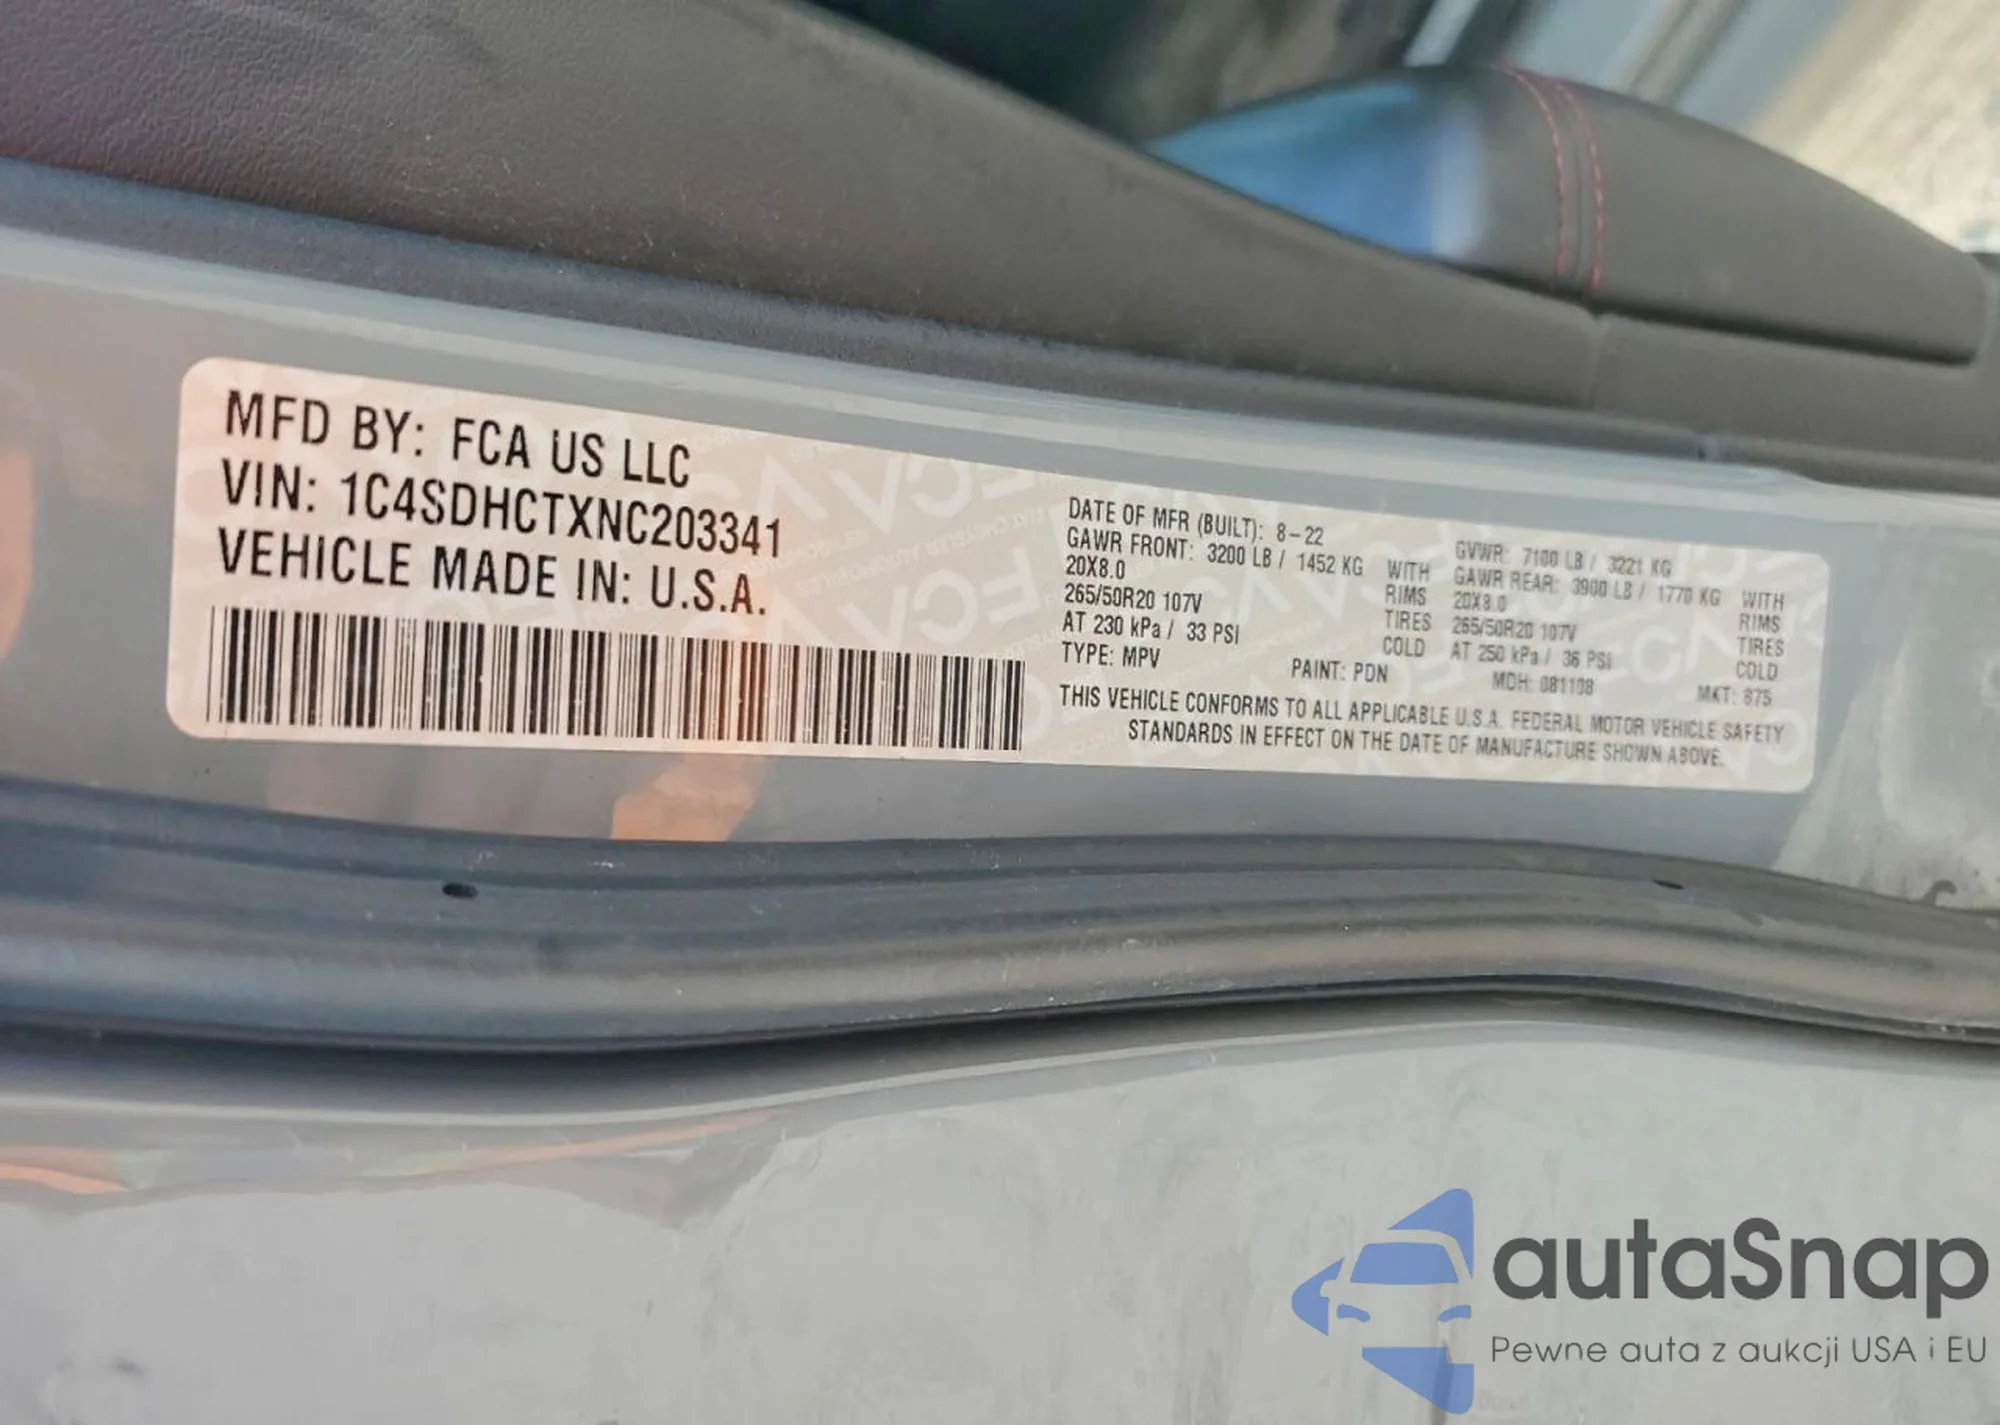 MFD BY: FCA US LLC
VIN: 1C4SDHCTXNC203341
VEHICLE MADE IN: U.S.A.
DATE OF MFR (BUILT): 8-22
GVWR: 7100 LB / 3221 KG
GAWR FRONT: 3200 LB / 1452 KG WITH
20X8.0 RIMS
265/50R20 107V TIRES
AT 230 kPa / 33 PSI COLD
GAWR REAR: 3900 LB / 1770 KG WITH
20X8.0 RIMS
265/50R20 107V TIRES
AT 250 kPa / 36 PSI COLD
TYPE: MPV PAINT: PDN MDH: 081108 MKT: 875
THIS VEHICLE CONFORMS TO ALL APPLICABLE U.S.A. FEDERAL MOTOR VEHICLE SAFETY
STANDARDS IN EFFECT ON THE DATE OF MANUFACTURE SHOWN ABOVE.
autaSnap
Pewne auta z aukcji USA i EU